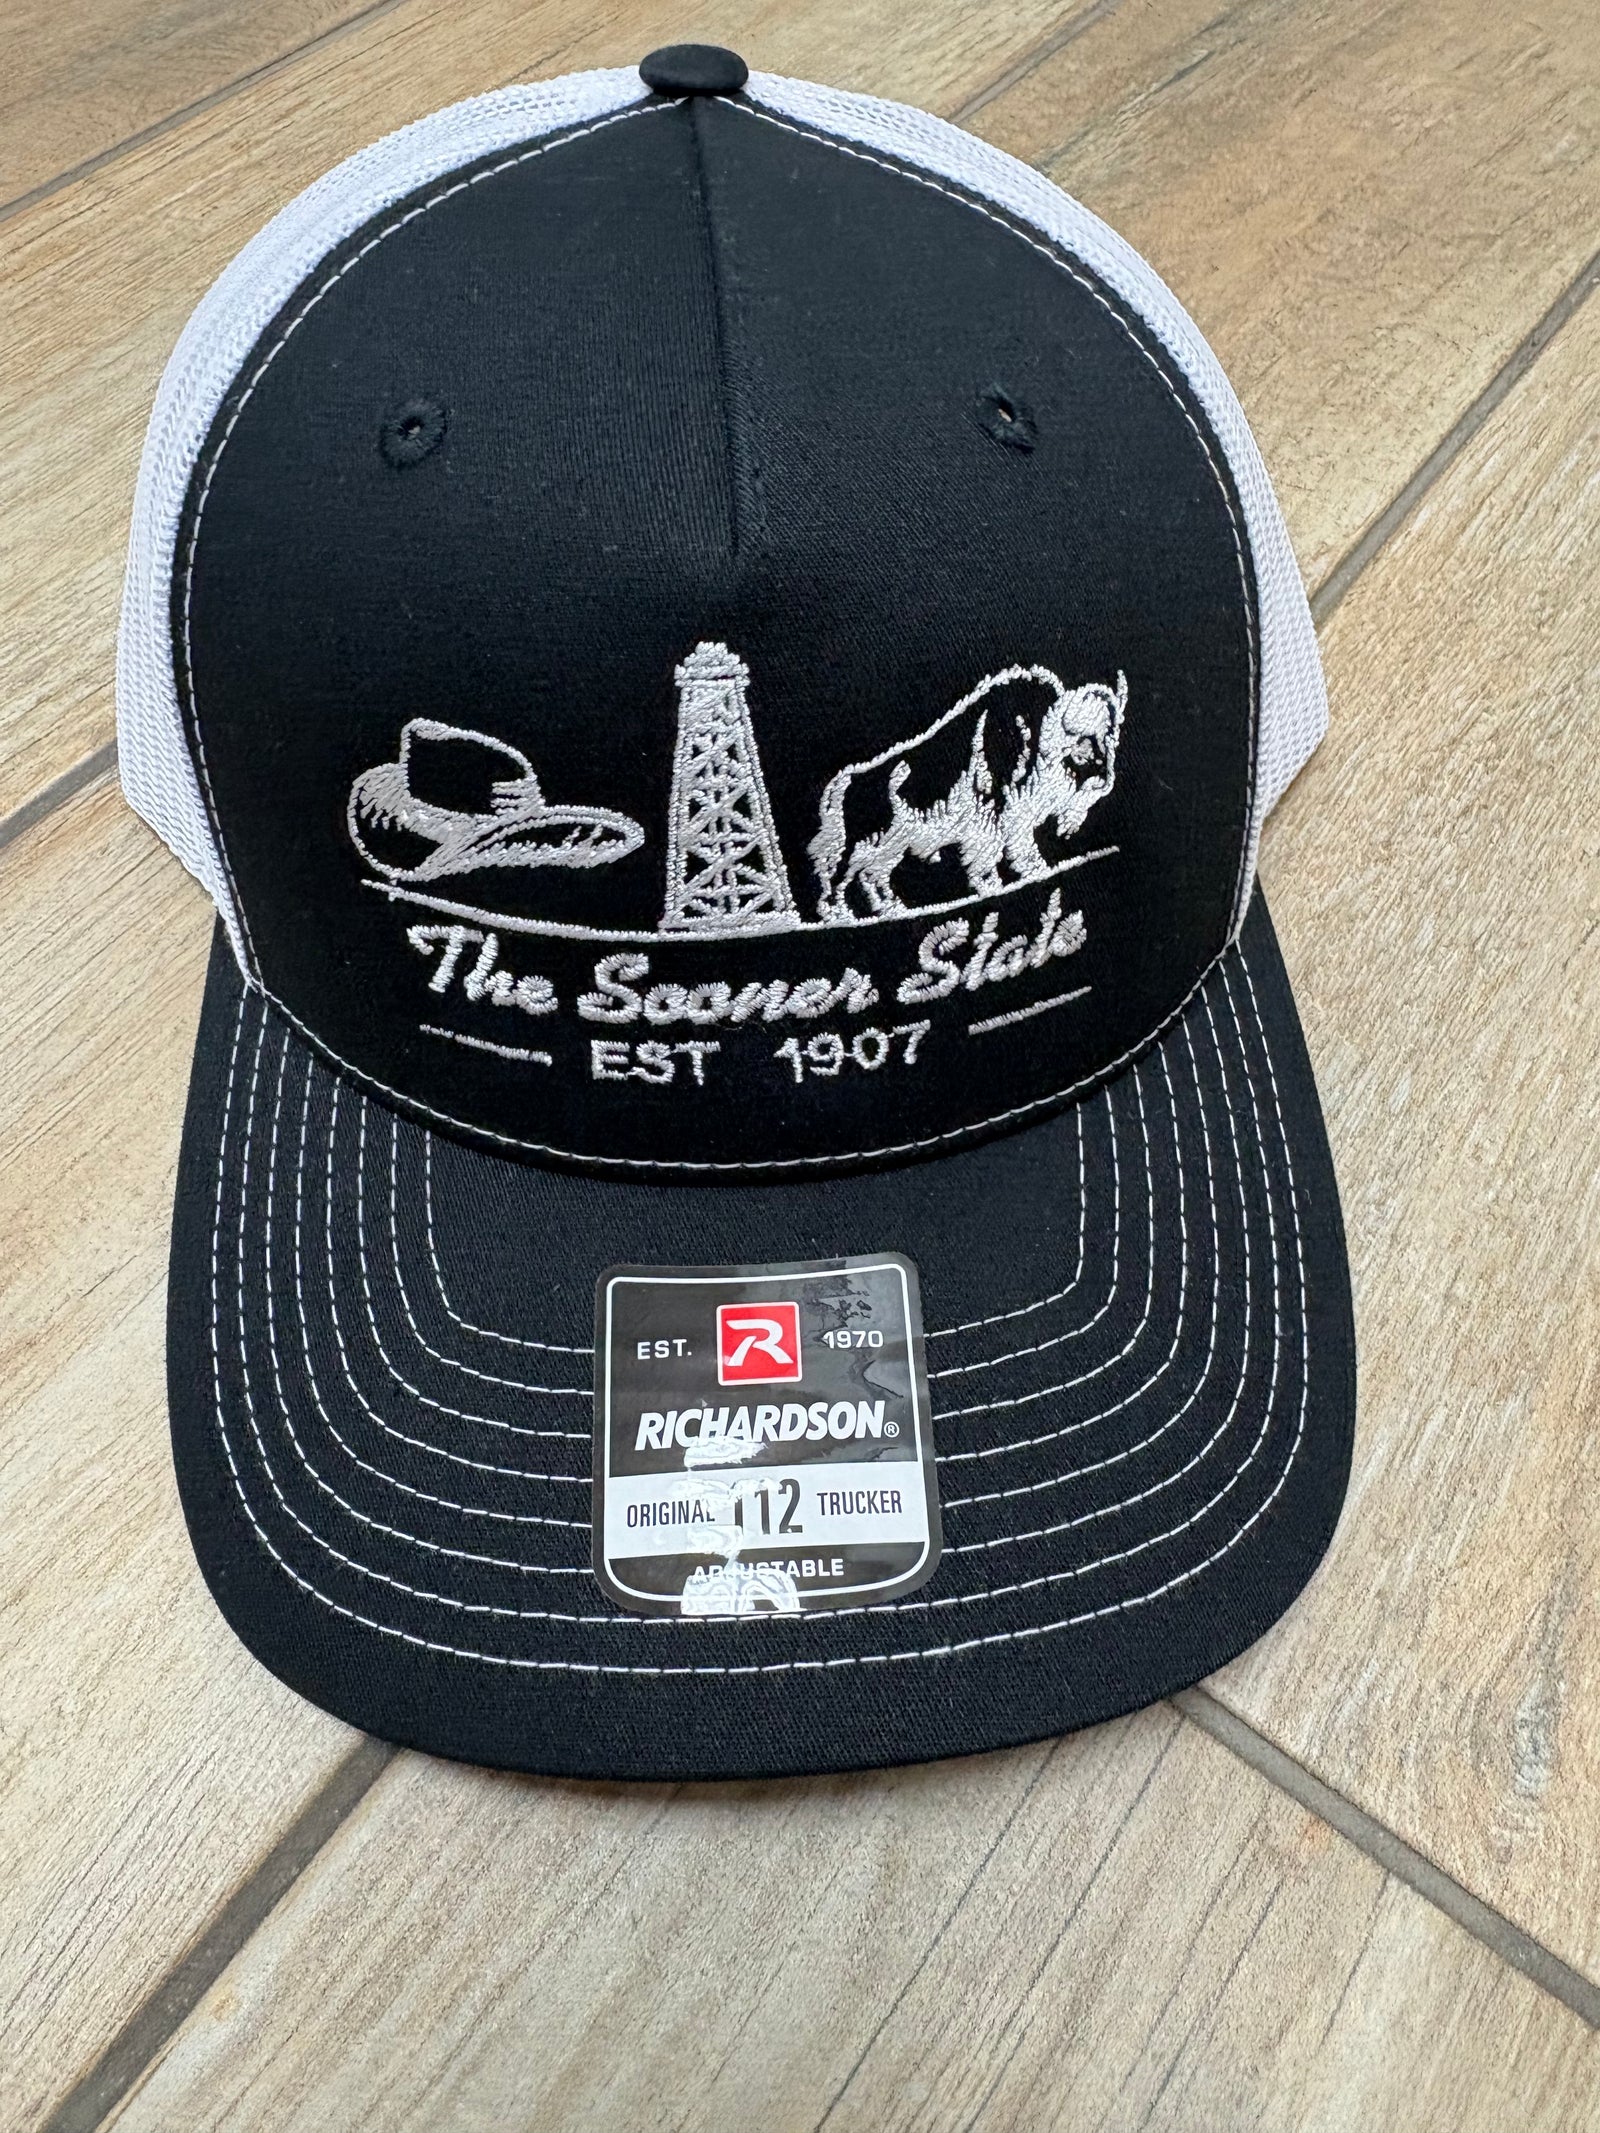 The Sooner State
EST 1907
EST. R 1970
RICHARDSON®
ORIGINAL 112 TRUCKER
ADJUSTABLE